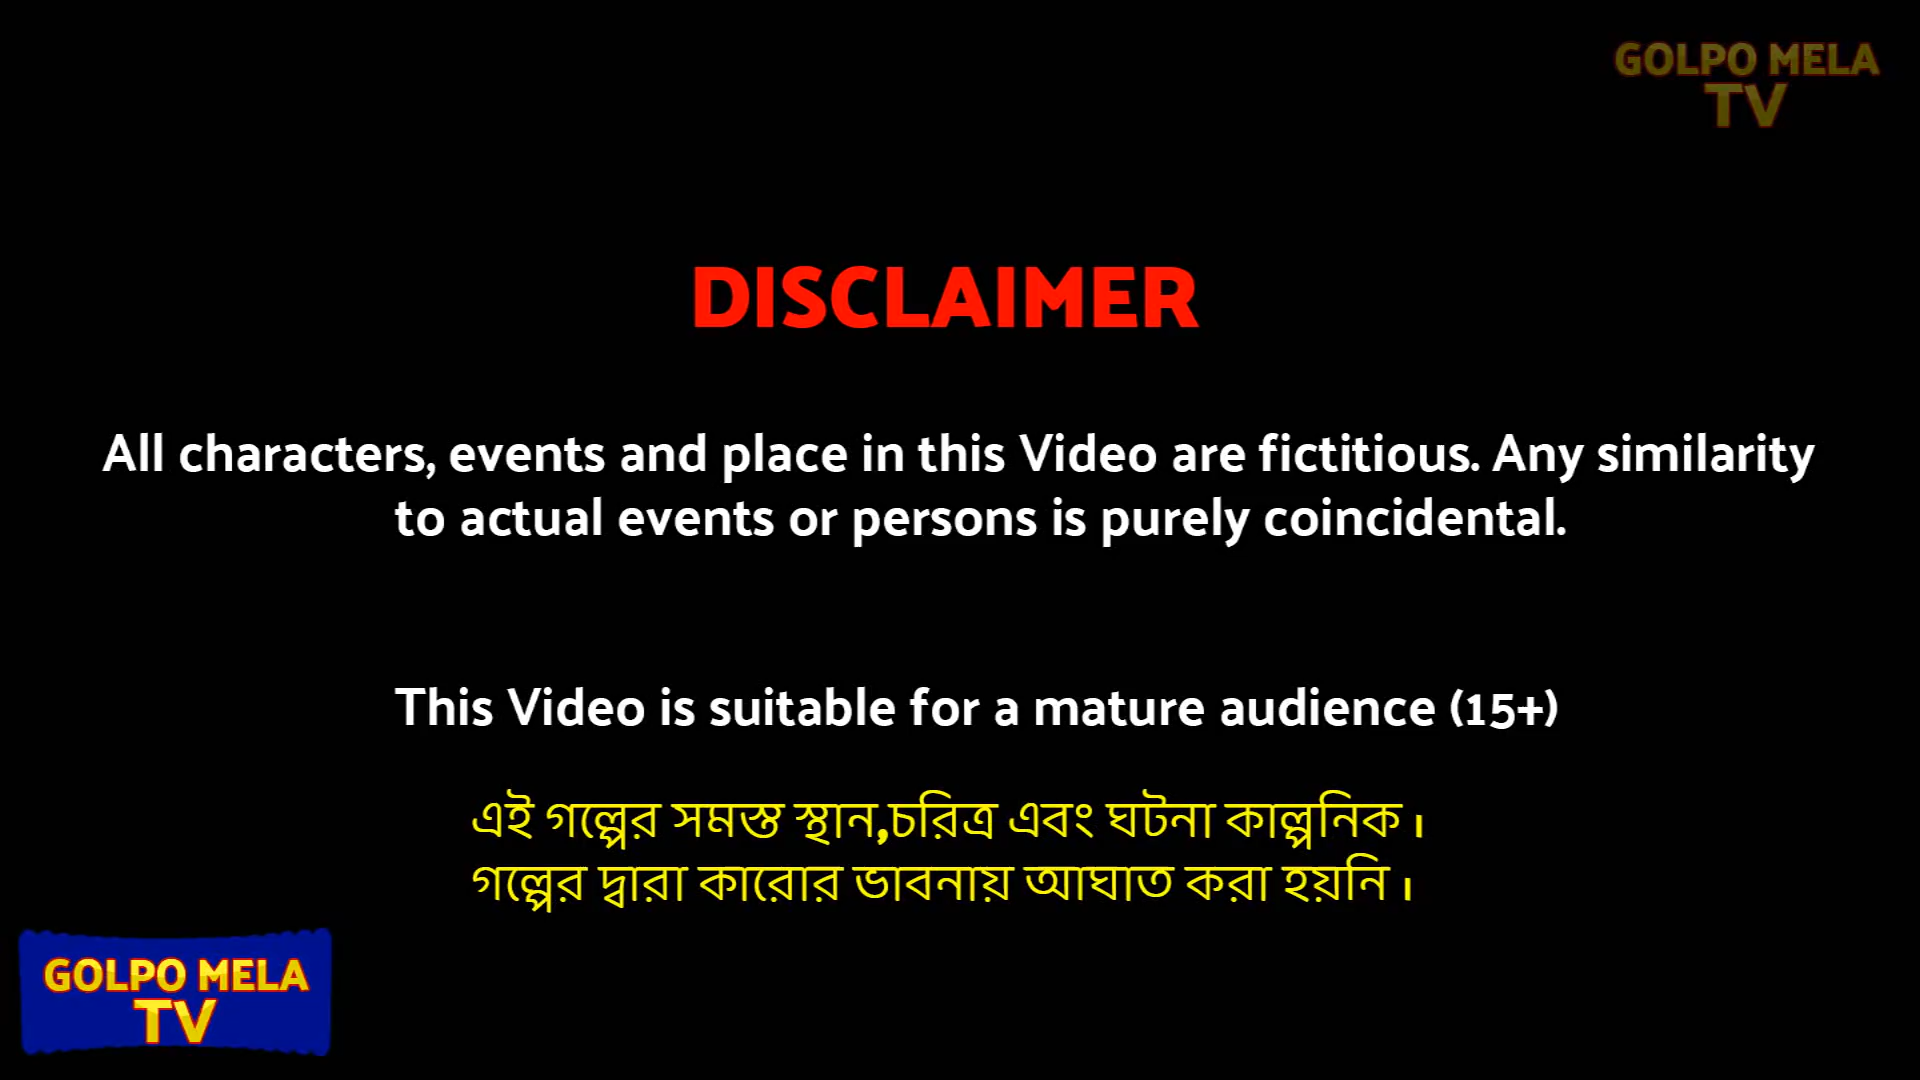 GOLPO MELA
TV
DISCLAIMER
All characters, events and place in this Video are fictitious. Any similarity
to actual events or persons is purely coincidental.
This Video is suitable for a mature audience (15+)
এই গল্পের সমস্ত স্থান,চরিত্র এবং ঘটনা কাল্পনিক ।
গল্পের দ্বারা কারোর ভাবনায় আঘাত করা হয়নি ।
GOLPO MELA
TV